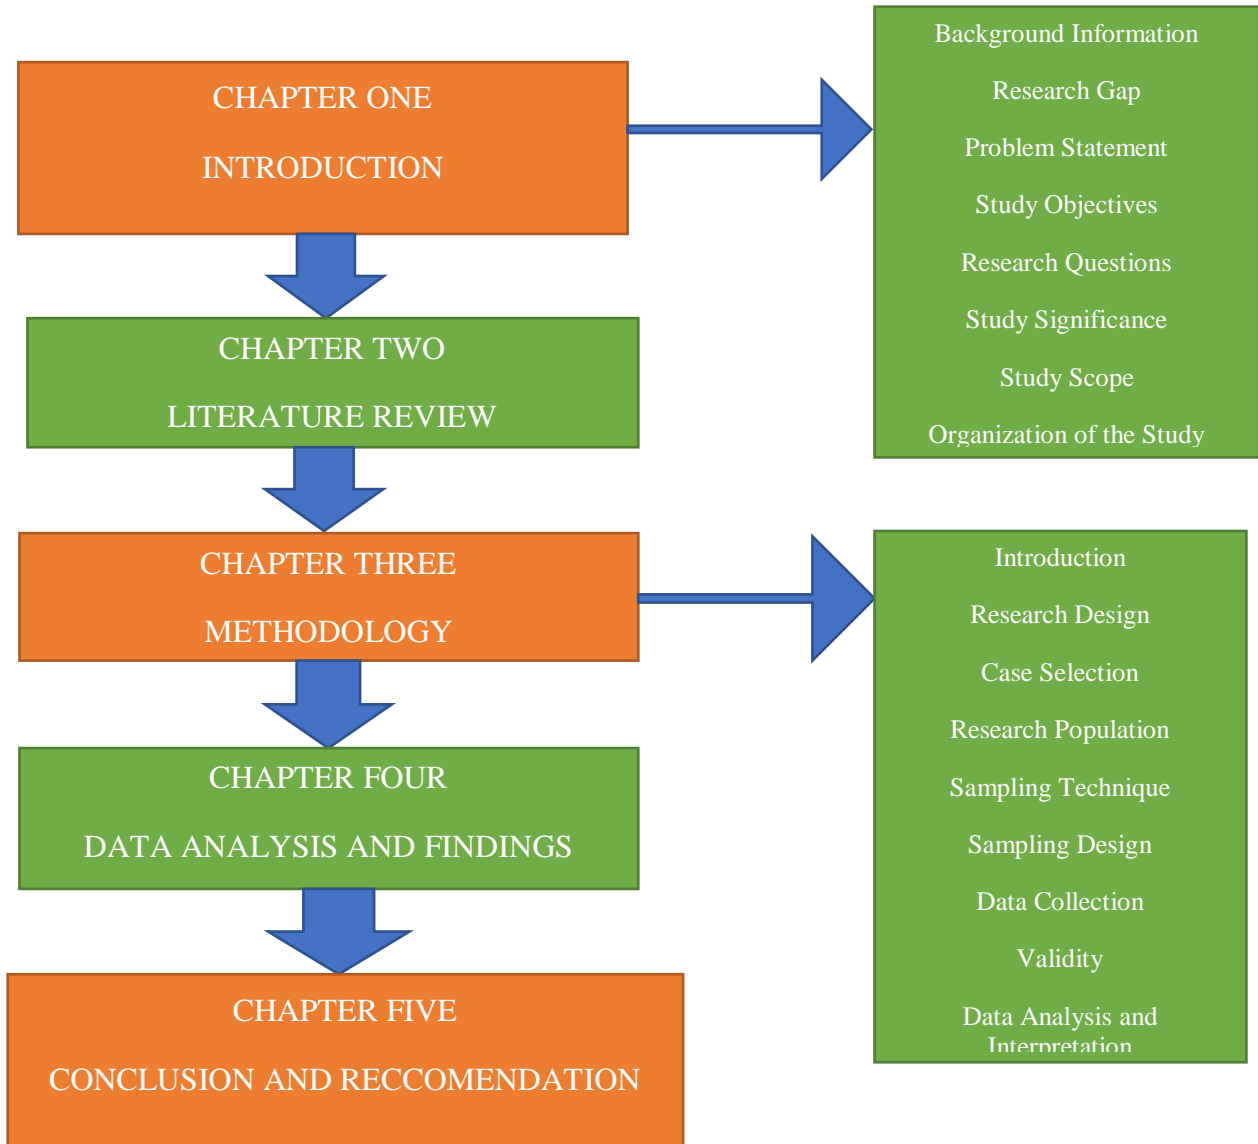 CHAPTER ONE
INTRODUCTION
Background Information
Research Gap
Problem Statement
Study Objectives
Research Questions
Study Significance
Study Scope
Organization of the Study
CHAPTER TWO
LITERATURE REVIEW
CHAPTER THREE
METHODOLOGY
Introduction
Research Design
Case Selection
Research Population
Sampling Technique
Sampling Design
Data Collection
Validity
Data Analysis and
Interpretation
CHAPTER FOUR
DATA ANALYSIS AND FINDINGS
CHAPTER FIVE
CONCLUSION AND RECCOMENDATION